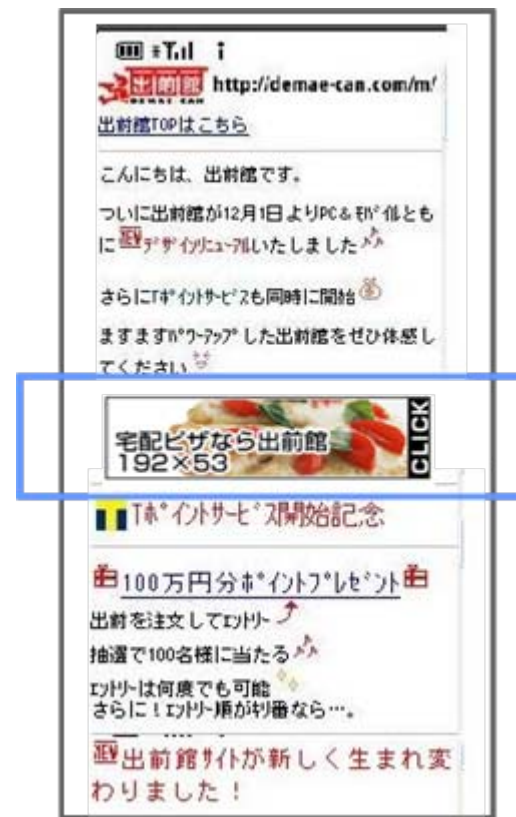 出前館
DEMAE-CAN
http://demae-can.com/m/
出前館TOPはこちら
こんにちは、出前館です。
ついに出前館が12月1日よりPC&ﾓﾊﾞｲﾙとも
にNEWﾃﾞｻﾞｲﾝﾘﾆｭｰｱﾙいたしました
さらにTﾎﾟｲﾝﾄｻｰﾋﾞｽも同時に開始
ますますﾊﾟﾜｰｱｯﾌﾟした出前館をぜひ体感し
てください
宅配ピザなら出前館
192×53
CLICK
Tﾎﾟｲﾝﾄｻｰﾋﾞｽ開始記念
100万円分ﾎﾟｲﾝﾄﾌﾟﾚｾﾞﾝﾄ
出前を注文してｴﾝﾄﾘｰ
抽選で100名様に当たる
ｴﾝﾄﾘｰは何度でも可能
さらに！ｴﾝﾄﾘｰ順がｷﾘ番なら…。
NEW出前館ｻｲﾄが新しく生まれ変
わりました！